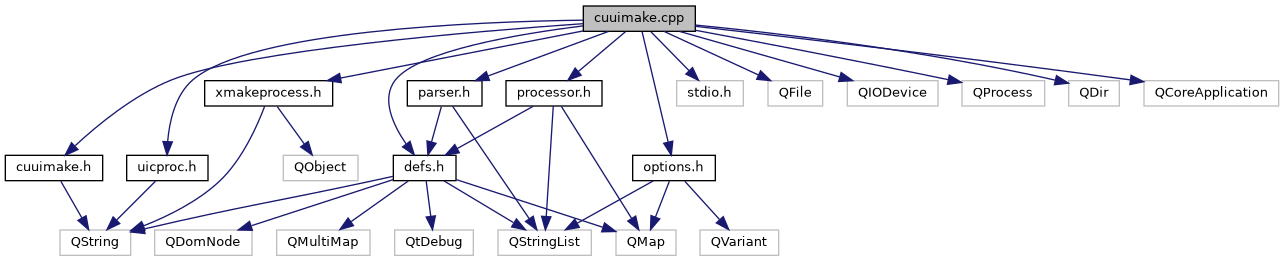 cuuimake.cpp
xmakeprocess.h
parser.h
processor.h
stdio.h
QFile
QIODevice
QProcess
QDir
QCoreApplication
cuuimake.h
uicproc.h
QObject
defs.h
options.h
QString
QDomNode
QMultiMap
QtDebug
QStringList
QMap
QVariant